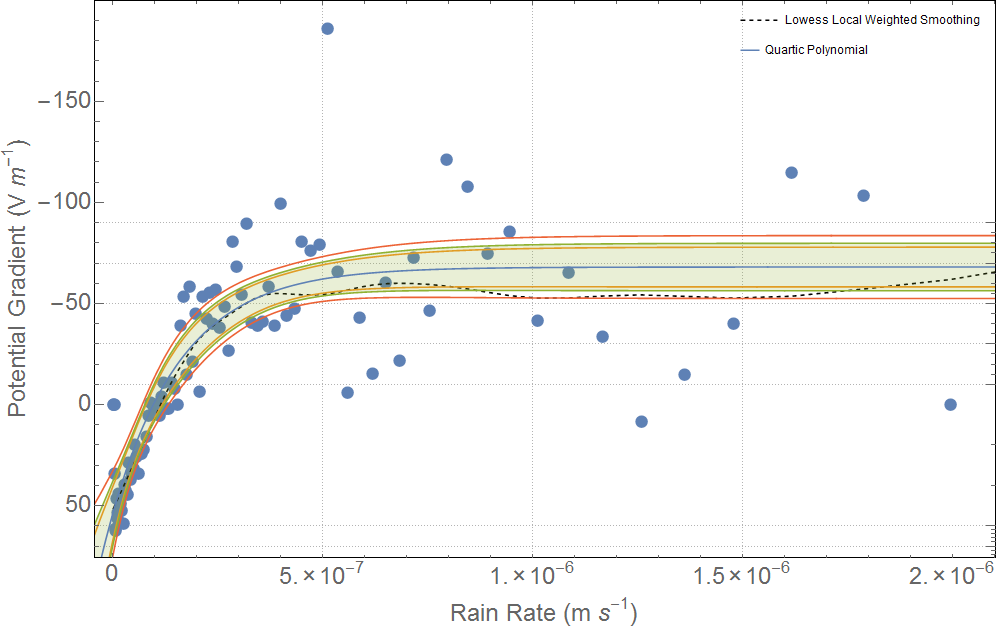 Lowess Local Weighted Smoothing
Quartic Polynomial
Potential Gradient (V m⁻¹)
−150
−100
−50
0
50
0 5.×10⁻⁷ 1.×10⁻⁶ 1.5×10⁻⁶ 2.×10⁻⁶
Rain Rate (m s⁻¹)